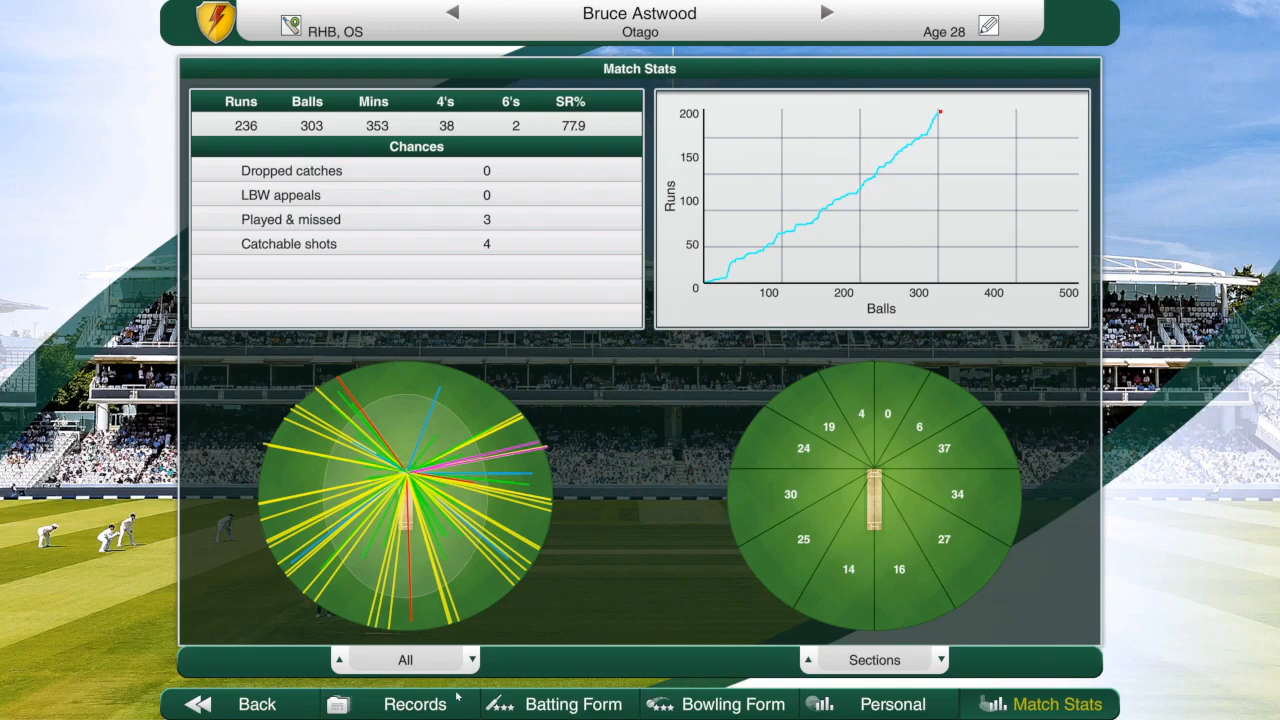 Bruce Astwood
RHB, OS
Otago
Age 28
Match Stats
Runs Balls Mins 4's 6's SR%
236 303 353 38 2 77.9
Chances
Dropped catches 0
LBW appeals 0
Played & missed 3
Catchable shots 4
200
150
100
50
0
Runs
100 200 300 400 500
Balls
4 0
19 6
24 37
30 34
25 27
14 16
All
Sections
Back Records Batting Form Bowling Form Personal Match Stats